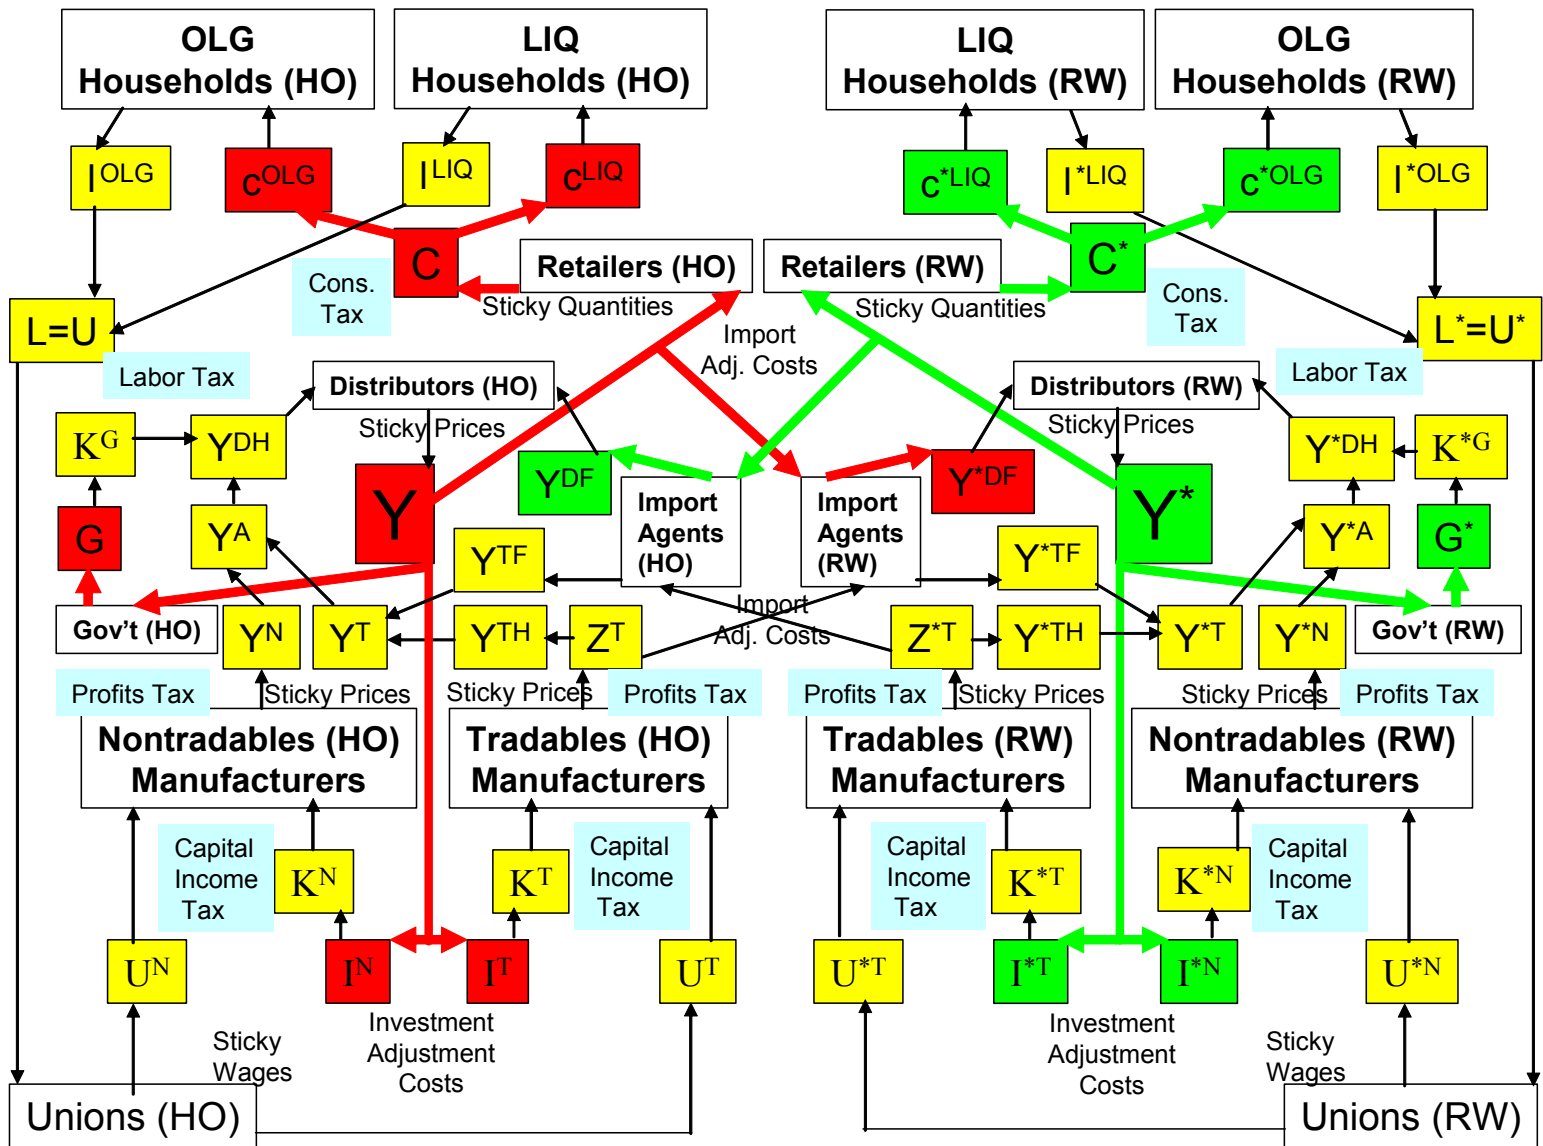 OLG
Households (HO)
LIQ
Households (HO)
LIQ
Households (RW)
OLG
Households (RW)
l^OLG
c^OLG
l^LIQ
c^LIQ
c^*LIQ
l^*LIQ
c^*OLG
l^*OLG
C
Retailers (HO)
Retailers (RW)
C^*
Cons.
Tax
Sticky Quantities
Sticky Quantities
Cons.
Tax
L=U
Labor Tax
Import
Adj. Costs
L^*=U^*
Labor Tax
Distributors (HO)
Sticky Prices
Distributors (RW)
Sticky Prices
K^G
Y^DH
Y^*DH
K^*G
Y
Y^DF
Y^*DF
Y^*
G
Y^A
Import
Agents
(HO)
Import
Agents
(RW)
Y^*A
G^*
Y^TF
Y^*TF
Gov't (HO)
Y^N
Y^T
Y^TH
Z^T
Import
Adj. Costs
Z^*T
Y^*TH
Y^*T
Y^*N
Gov't (RW)
Profits Tax
Sticky Prices
Sticky Prices
Profits Tax
Profits Tax
Sticky Prices
Sticky Prices
Profits Tax
Nontradables (HO)
Manufacturers
Tradables (HO)
Manufacturers
Tradables (RW)
Manufacturers
Nontradables (RW)
Manufacturers
Capital
Income
Tax
K^N
K^T
Capital
Income
Tax
Capital
Income
Tax
K^*T
K^*N
Capital
Income
Tax
U^N
I^N
I^T
U^T
U^*T
I^*T
I^*N
U^*N
Sticky
Wages
Investment
Adjustment
Costs
Investment
Adjustment
Costs
Sticky
Wages
Unions (HO)
Unions (RW)